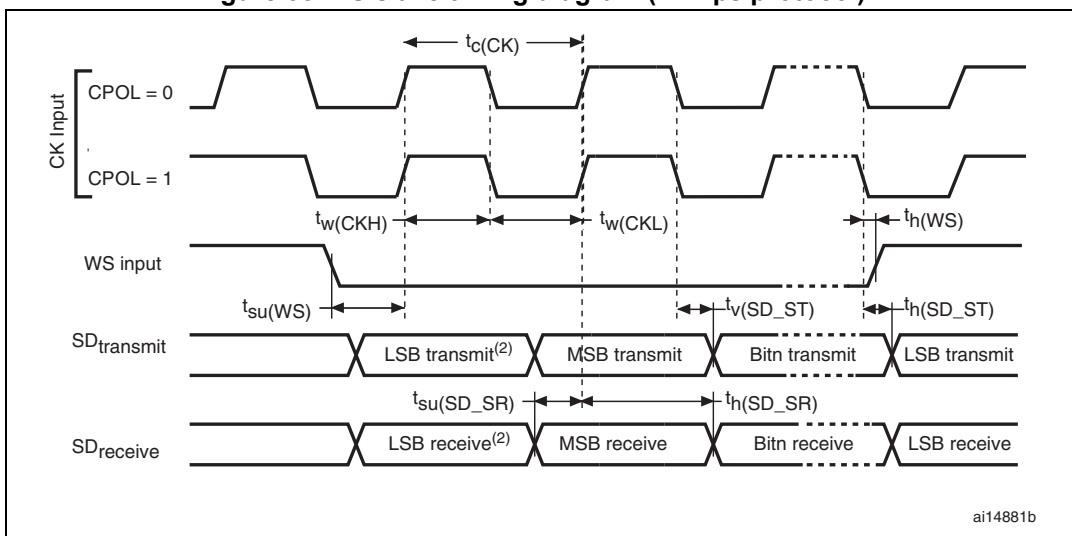 tc(CK)
CK Input
CPOL = 0
CPOL = 1
tw(CKH)
tw(CKL)
th(WS)
WS input
tsu(WS)
tv(SD_ST)
th(SD_ST)
SDtransmit
LSB transmit(2)
MSB transmit
Bitn transmit
LSB transmit
tsu(SD_SR)
th(SD_SR)
SDreceive
LSB receive(2)
MSB receive
Bitn receive
LSB receive
ai14881b